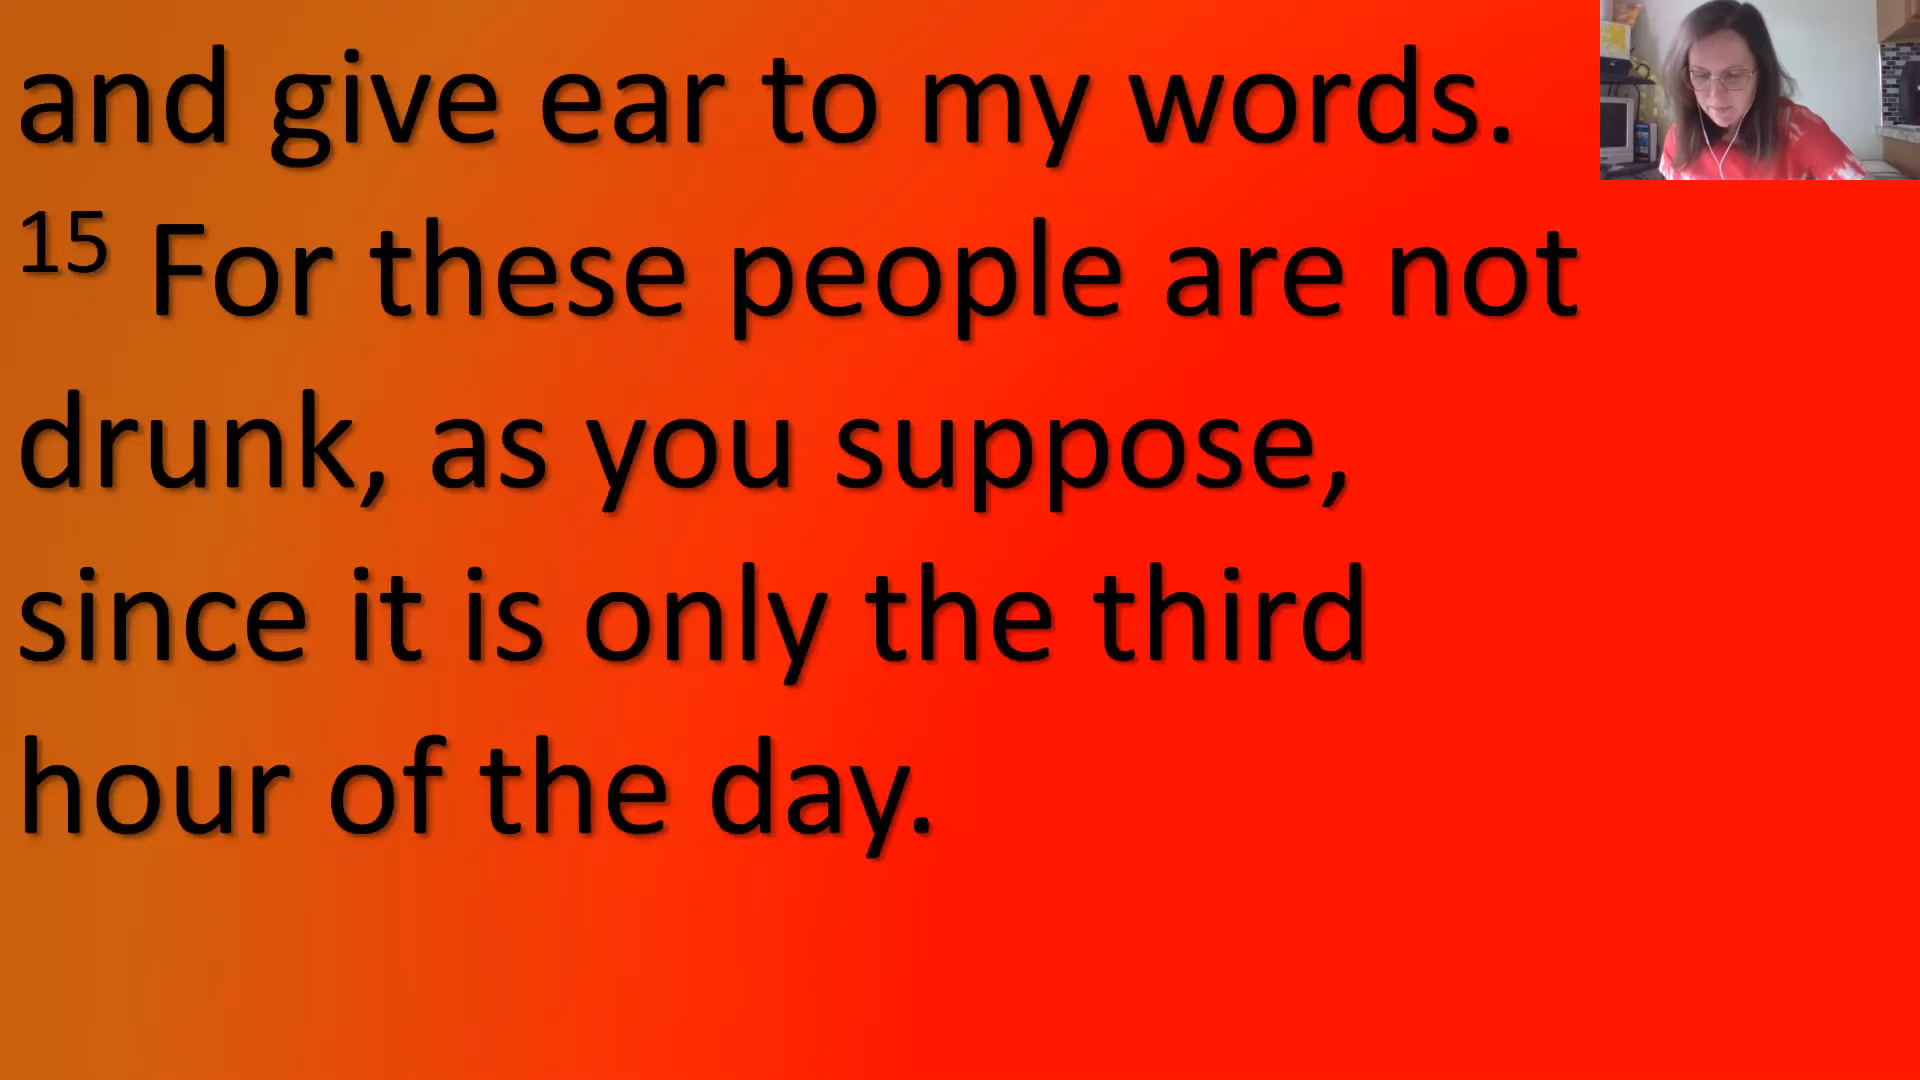 and give ear to my words.
15 For these people are not
drunk, as you suppose,
since it is only the third
hour of the day.